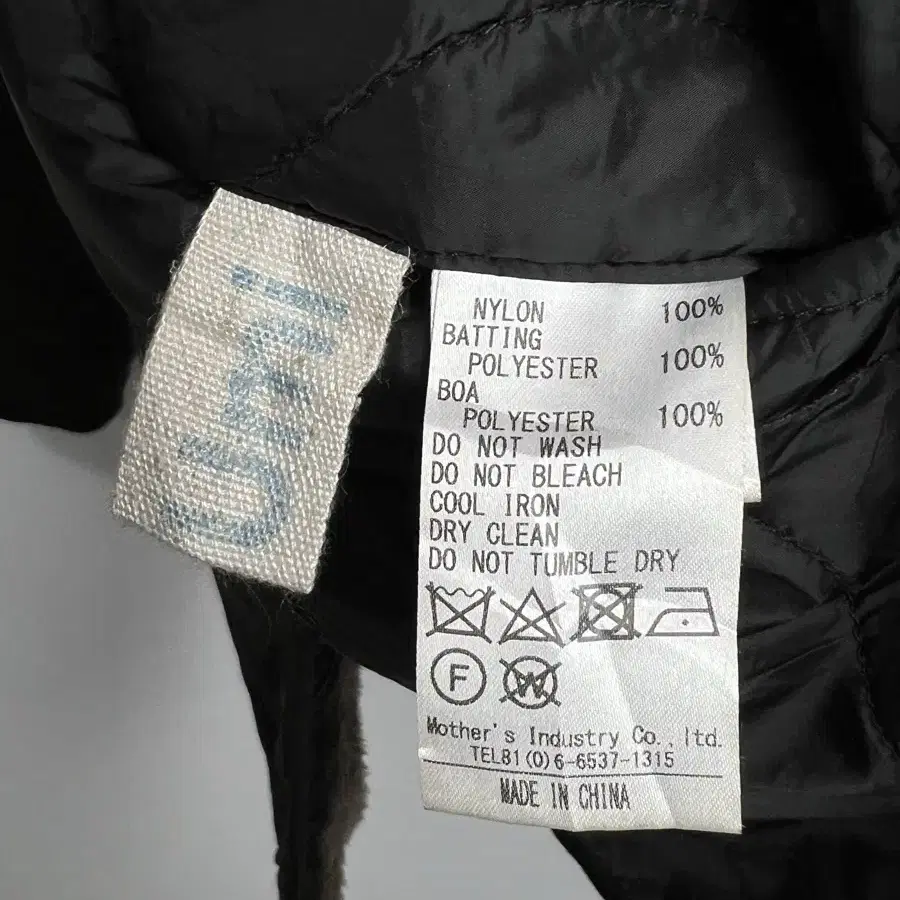 NYLON 100%
BATTING
POLYESTER 100%
BOA
POLYESTER 100%
DO NOT WASH
DO NOT BLEACH
COOL IRON
DRY CLEAN
DO NOT TUMBLE DRY
F W
Mother's Industry Co., ltd.
TEL81(0)6-6537-1315
MADE IN CHINA